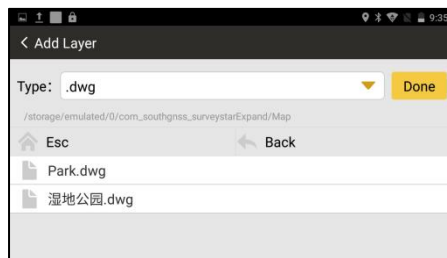 9:35
Add Layer
Type: .dwg Done
/storage/emulated/0/com_southgnss_surveystarExpand/Map
Esc Back
Park.dwg
湿地公园.dwg